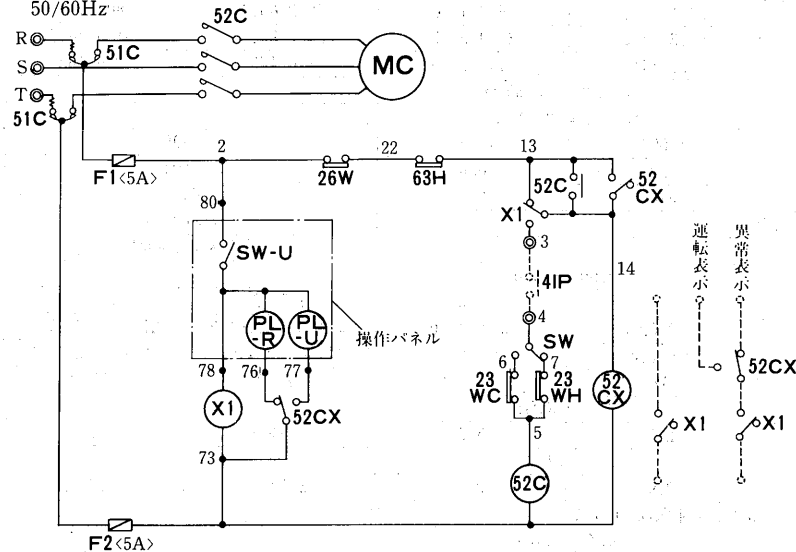 50/60Hz
52C
R
51C
S
MC
T
51C
2
22
13
F1<5A>
26W
63H
52C
52
CX
80
X1
3
SW-U
41P
14
運転表示
異常表示
4
PL
-R
PL
-U
操作パネル
SW
6
7
78
76
77
23
WC
23
WH
52
CX
52CX
X1
52CX
5
X1
X1
73
52C
F2<5A>